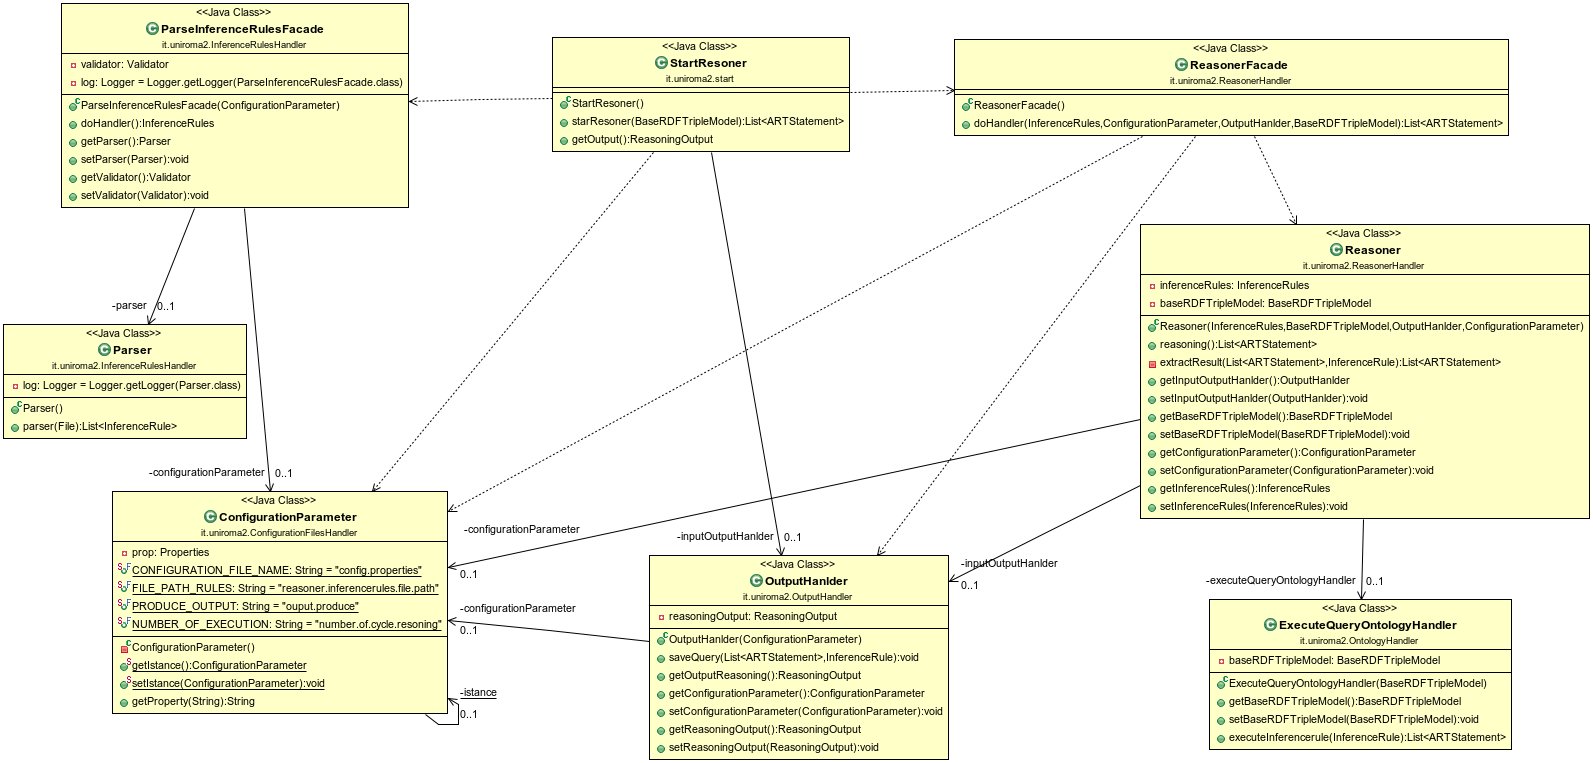 <<Java Class>>
ParseInferenceRulesFacade
it.uniroma2.InferenceRulesHandler
validator: Validator
log: Logger = Logger.getLogger(ParseInferenceRulesFacade.class)
ParseInferenceRulesFacade(ConfigurationParameter)
doHandler():InferenceRules
getParser():Parser
setParser(Parser):void
getValidator():Validator
setValidator(Validator):void
<<Java Class>>
StartResoner
it.uniroma2.start
StartResoner()
starResoner(BaseRDFTripleModel):List<ARTStatement>
getOutput():ReasoningOutput
<<Java Class>>
ReasonerFacade
it.uniroma2.ReasonerHandler
ReasonerFacade()
doHandler(InferenceRules,ConfigurationParameter,OutputHanlder,BaseRDFTripleModel):List<ARTStatement>
<<Java Class>>
Reasoner
it.uniroma2.ReasonerHandler
inferenceRules: InferenceRules
baseRDFTripleModel: BaseRDFTripleModel
Reasoner(InferenceRules,BaseRDFTripleModel,OutputHanlder,ConfigurationParameter)
reasoning():List<ARTStatement>
extractResult(List<ARTStatement>,InferenceRule):List<ARTStatement>
getInputOutputHanlder():OutputHanlder
setInputOutputHanlder(OutputHanlder):void
getBaseRDFTripleModel():BaseRDFTripleModel
setBaseRDFTripleModel(BaseRDFTripleModel):void
getConfigurationParameter():ConfigurationParameter
setConfigurationParameter(ConfigurationParameter):void
getInferenceRules():InferenceRules
setInferenceRules(InferenceRules):void
-parser 0..1
<<Java Class>>
Parser
it.uniroma2.InferenceRulesHandler
log: Logger = Logger.getLogger(Parser.class)
Parser()
parser(File):List<InferenceRule>
-configurationParameter 0..1
<<Java Class>>
ConfigurationParameter
it.uniroma2.ConfigurationFilesHandler
prop: Properties
CONFIGURATION_FILE_NAME: String = "config.properties"
FILE_PATH_RULES: String = "reasoner.inferencerules.file.path"
PRODUCE_OUTPUT: String = "ouput.produce"
NUMBER_OF_EXECUTION: String = "number.of.cycle.resoning"
ConfigurationParameter()
getIstance():ConfigurationParameter
setIstance(ConfigurationParameter):void
getProperty(String):String
-configurationParameter
0..1
-configurationParameter
0..1
-istance
0..1
-inputOutputHanlder 0..1
<<Java Class>>
OutputHanlder
it.uniroma2.OutputHandler
reasoningOutput: ReasoningOutput
OutputHanlder(ConfigurationParameter)
saveQuery(List<ARTStatement>,InferenceRule):void
getOutputReasoning():ReasoningOutput
getConfigurationParameter():ConfigurationParameter
setConfigurationParameter(ConfigurationParameter):void
getReasoningOutput():ReasoningOutput
setReasoningOutput(ReasoningOutput):void
-inputOutputHanlder
0..1
-executeQueryOntologyHandler 0..1
<<Java Class>>
ExecuteQueryOntologyHandler
it.uniroma2.OntologyHandler
baseRDFTripleModel: BaseRDFTripleModel
ExecuteQueryOntologyHandler(BaseRDFTripleModel)
getBaseRDFTripleModel():BaseRDFTripleModel
setBaseRDFTripleModel(BaseRDFTripleModel):void
executeInferencerule(InferenceRule):List<ARTStatement>